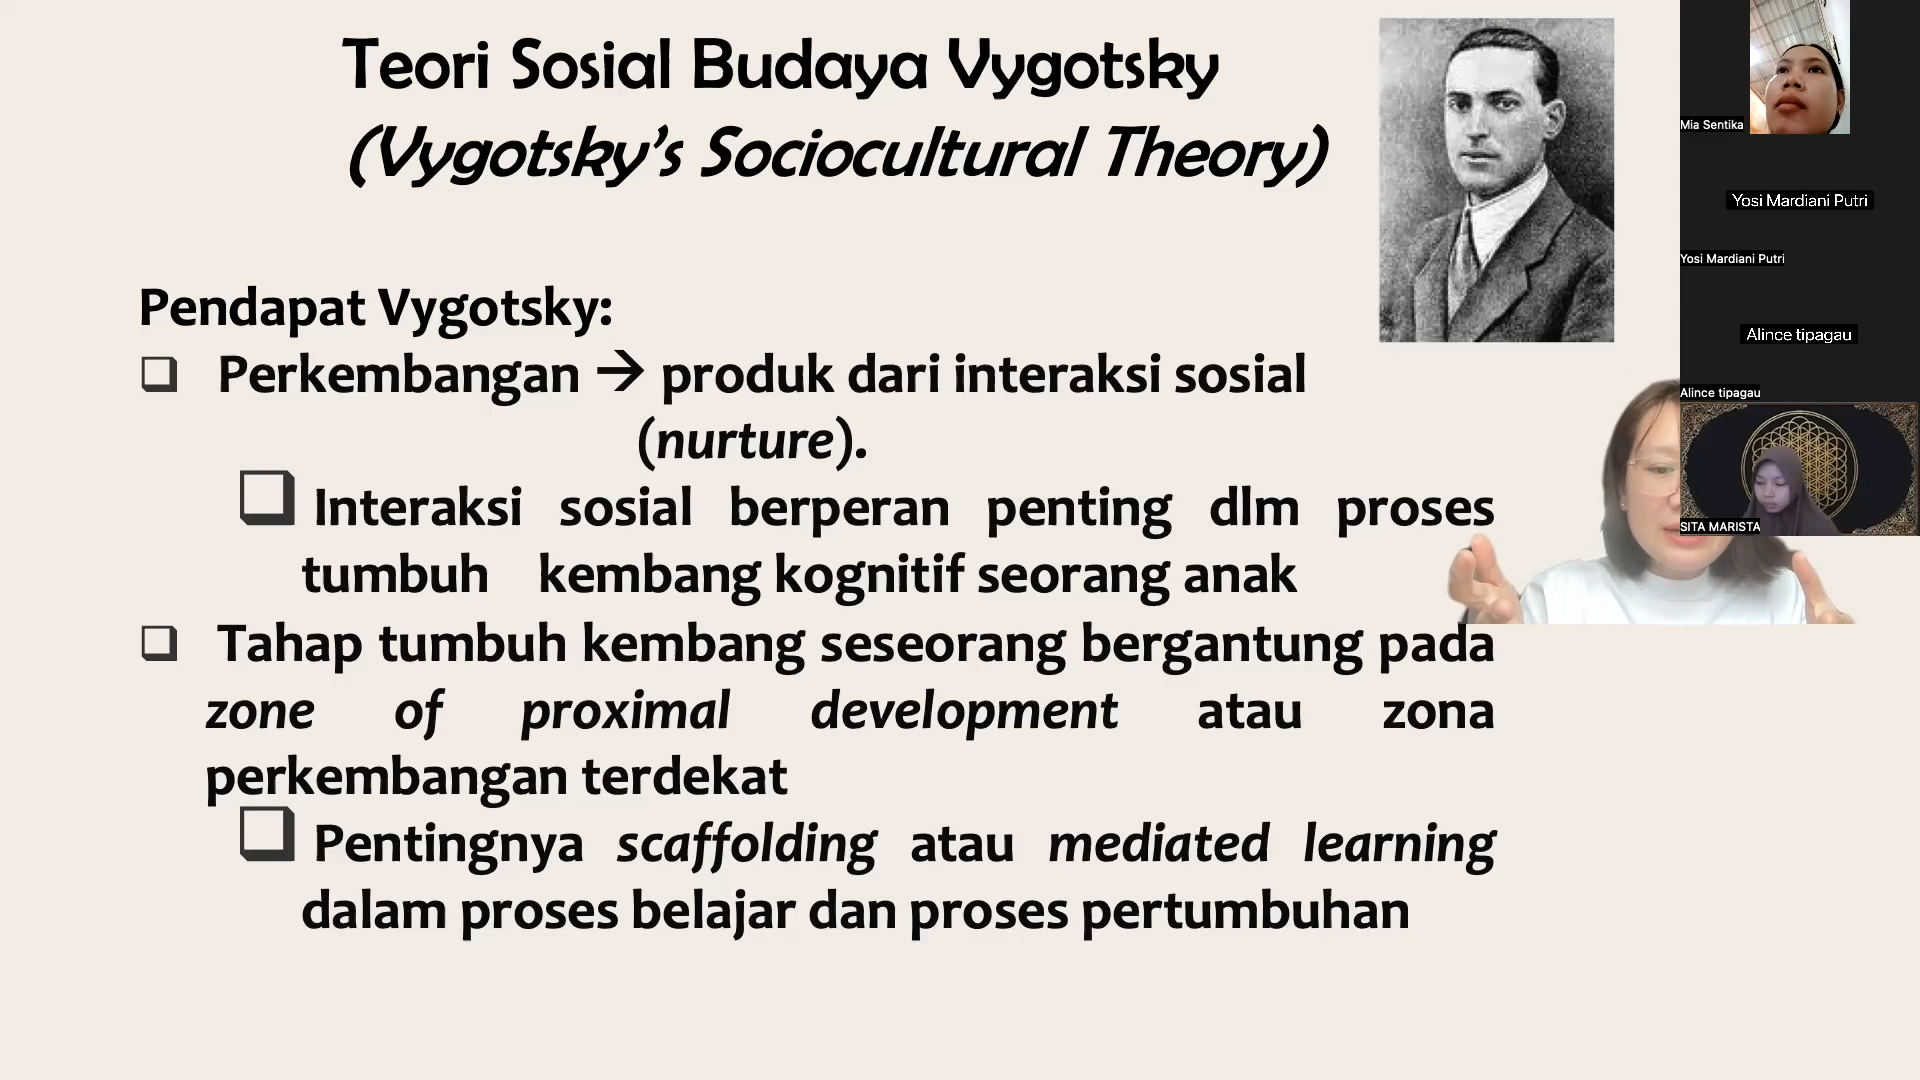 Teori Sosial Budaya Vygotsky
(Vygotsky’s Sociocultural Theory)
Pendapat Vygotsky:
❑ Perkembangan → produk dari interaksi sosial
(nurture).
❑ Interaksi sosial berperan penting dlm proses
tumbuh kembang kognitif seorang anak
❑ Tahap tumbuh kembang seseorang bergantung pada
zone of proximal development atau zona
perkembangan terdekat
❑ Pentingnya scaffolding atau mediated learning
dalam proses belajar dan proses pertumbuhan
Mia Sentika
Yosi Mardiani Putri
Yosi Mardiani Putri
Alince tipagau
Alince tipagau
SITA MARISTA